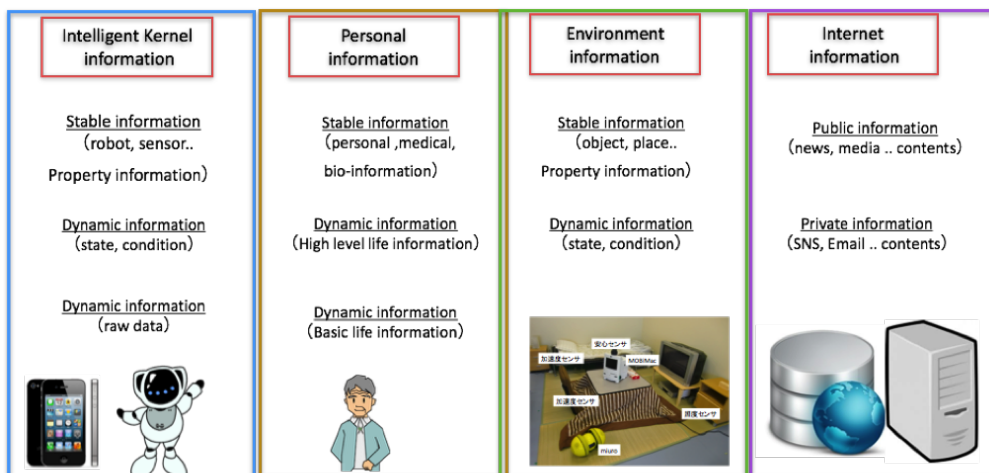 Intelligent Kernel
information
Stable information
(robot, sensor..
Property information)
Dynamic information
(state, condition)
Dynamic information
(raw data)
Personal
information
Stable information
(personal ,medical,
bio-information)
Dynamic information
(High level life information)
Dynamic information
(Basic life information)
Environment
information
Stable information
(object, place..
Property information)
Dynamic information
(state, condition)
安心センサ
加速度センサ
MOBiMac
加速度センサ
照度センサ
miuro
Internet
information
Public information
(news, media .. contents)
Private information
(SNS, Email .. contents)